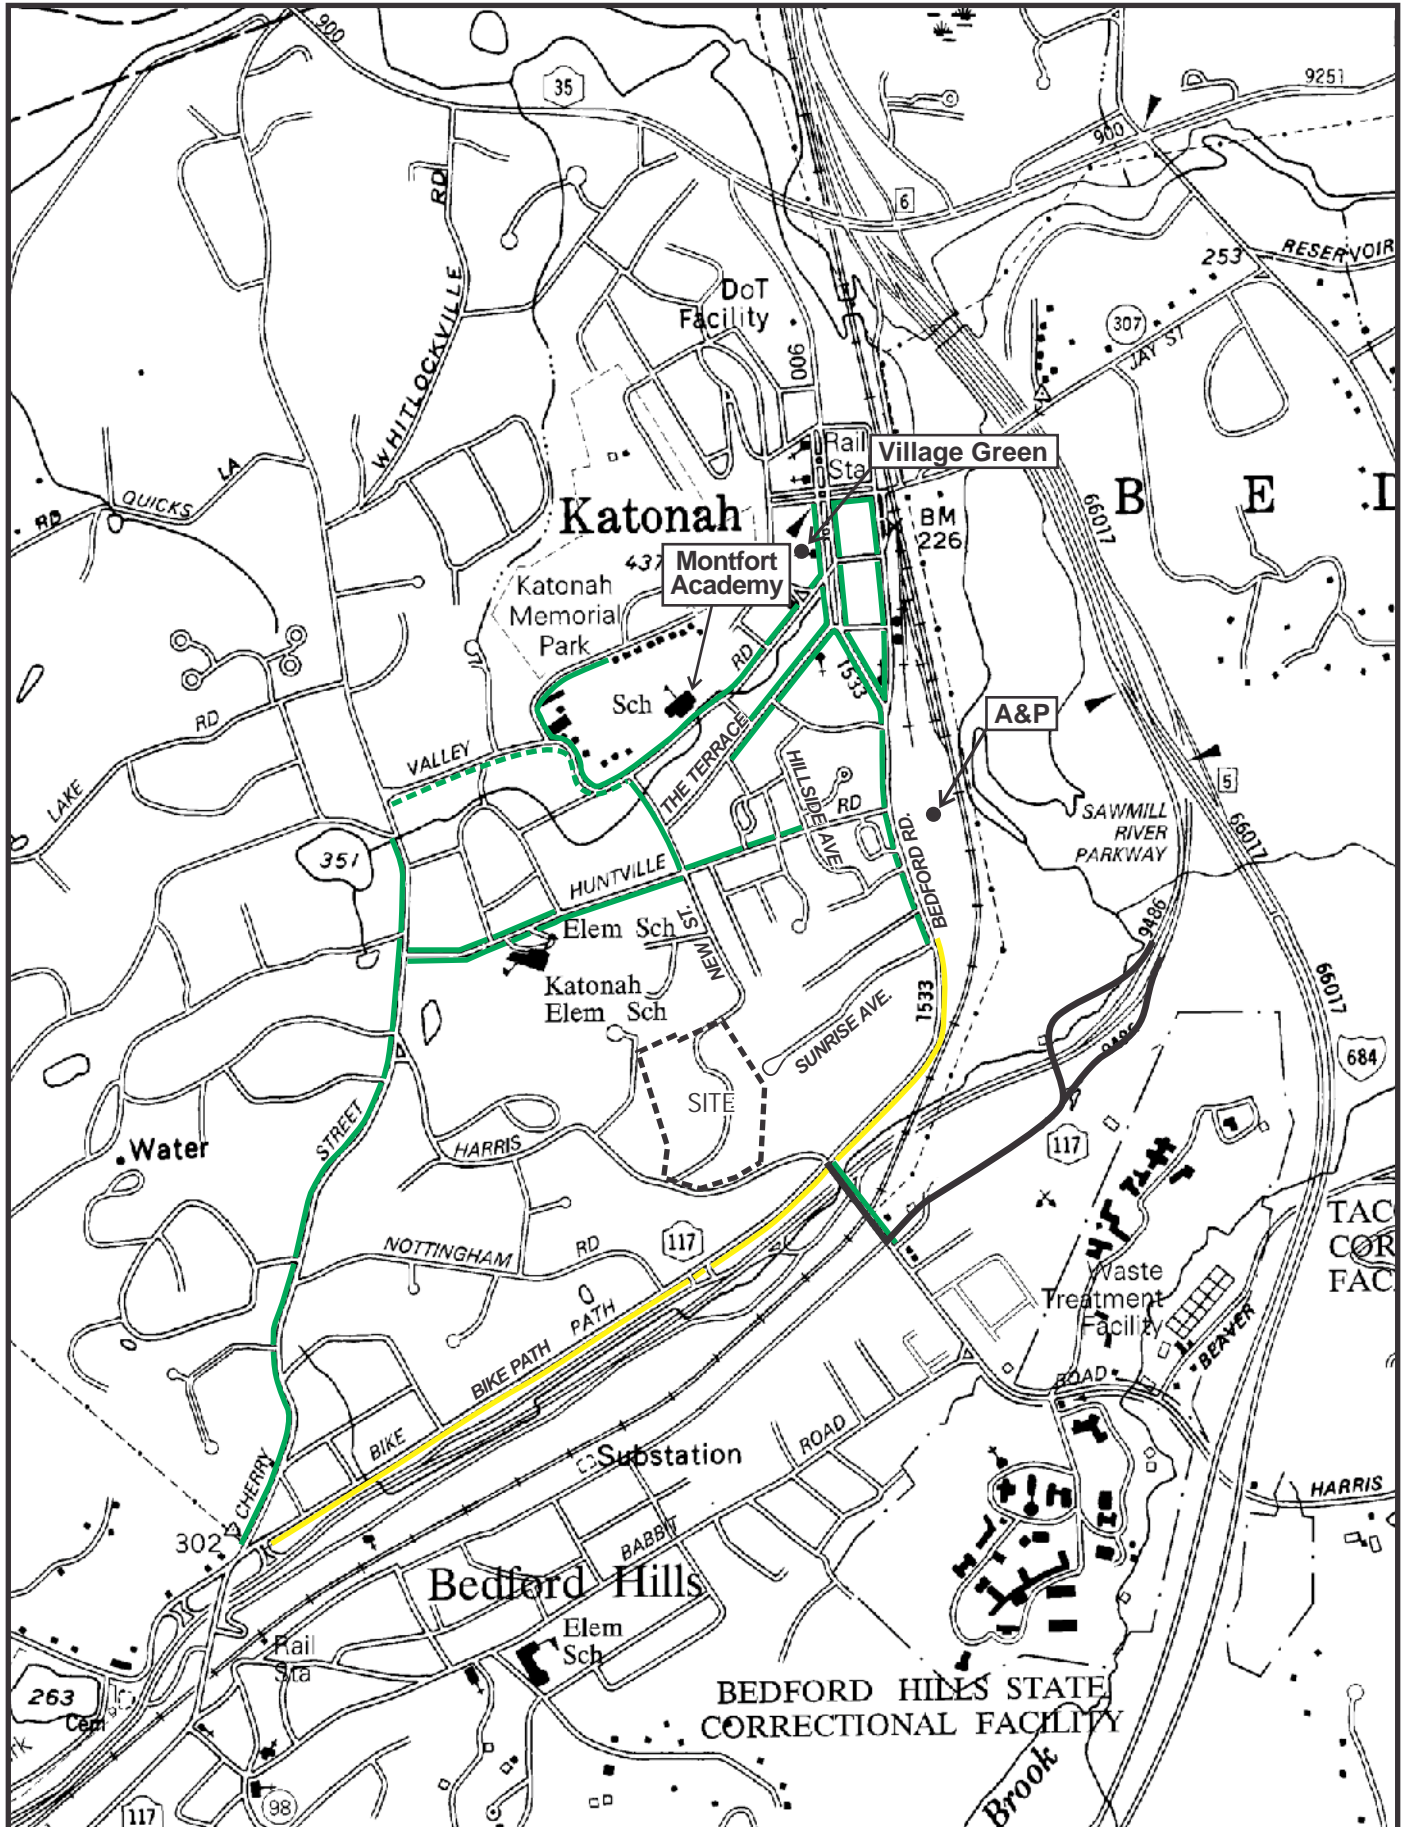 900
35
9251
900
6
RD
253
RESERVOIR
DoT
Facility
307
JAY ST
WHITLOCKVILLE
900
Rail
Sta
Village Green
LA
QUICKS
RD
Katonah
B E D
BM
226
66017
437
Montfort
Academy
Katonah
Memorial
Park
RD
1533
Sch
A&P
RD
VALLEY
THE TERRACE
HILLSIDE AVE.
LAKE
RD
BEDFORD RD.
5
SAWMILL
RIVER
PARKWAY
66017
351
HUNTVILLE
Elem Sch
NEW ST.
9486
Katonah
Elem Sch
1533
66017
SUNRISE AVE.
9486
684
SITE
STREET
HARRIS
117
Water
TAC
COR
FAC
NOTTINGHAM
RD
117
Waste
Treatment
Facility
BEAVER
BIKE PATH
PATH
BIKE
ROAD
ROAD
Substation
CHERRY
HARRIS
302
BABBIT
Bedford Hills
Elem
Sch
Rail
Sta
263
Cem
rk
BEDFORD HILLS STATE
CORRECTIONAL FACILITY
Brook
117
98